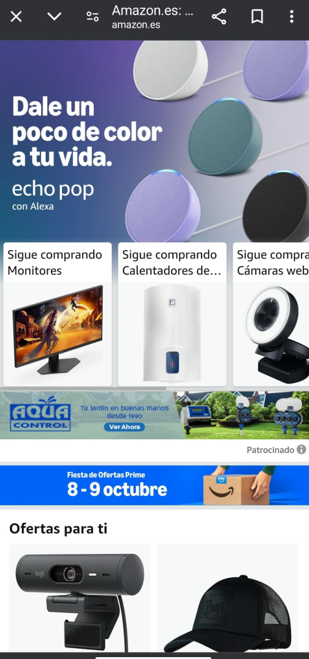 Amazon.es: ...
amazon.es
Dale un
poco de color
a tu vida.
echo pop
con Alexa
Sigue comprando
Monitores
Sigue comprando
Calentadores de...
Sigue compra
Cámaras web
AQUA
CONTROL
Tu Jardín en buenas manos
desde 1990
Ver Ahora
Patrocinado
Fiesta de Ofertas Prime
8 - 9 octubre
Ofertas para ti
logi